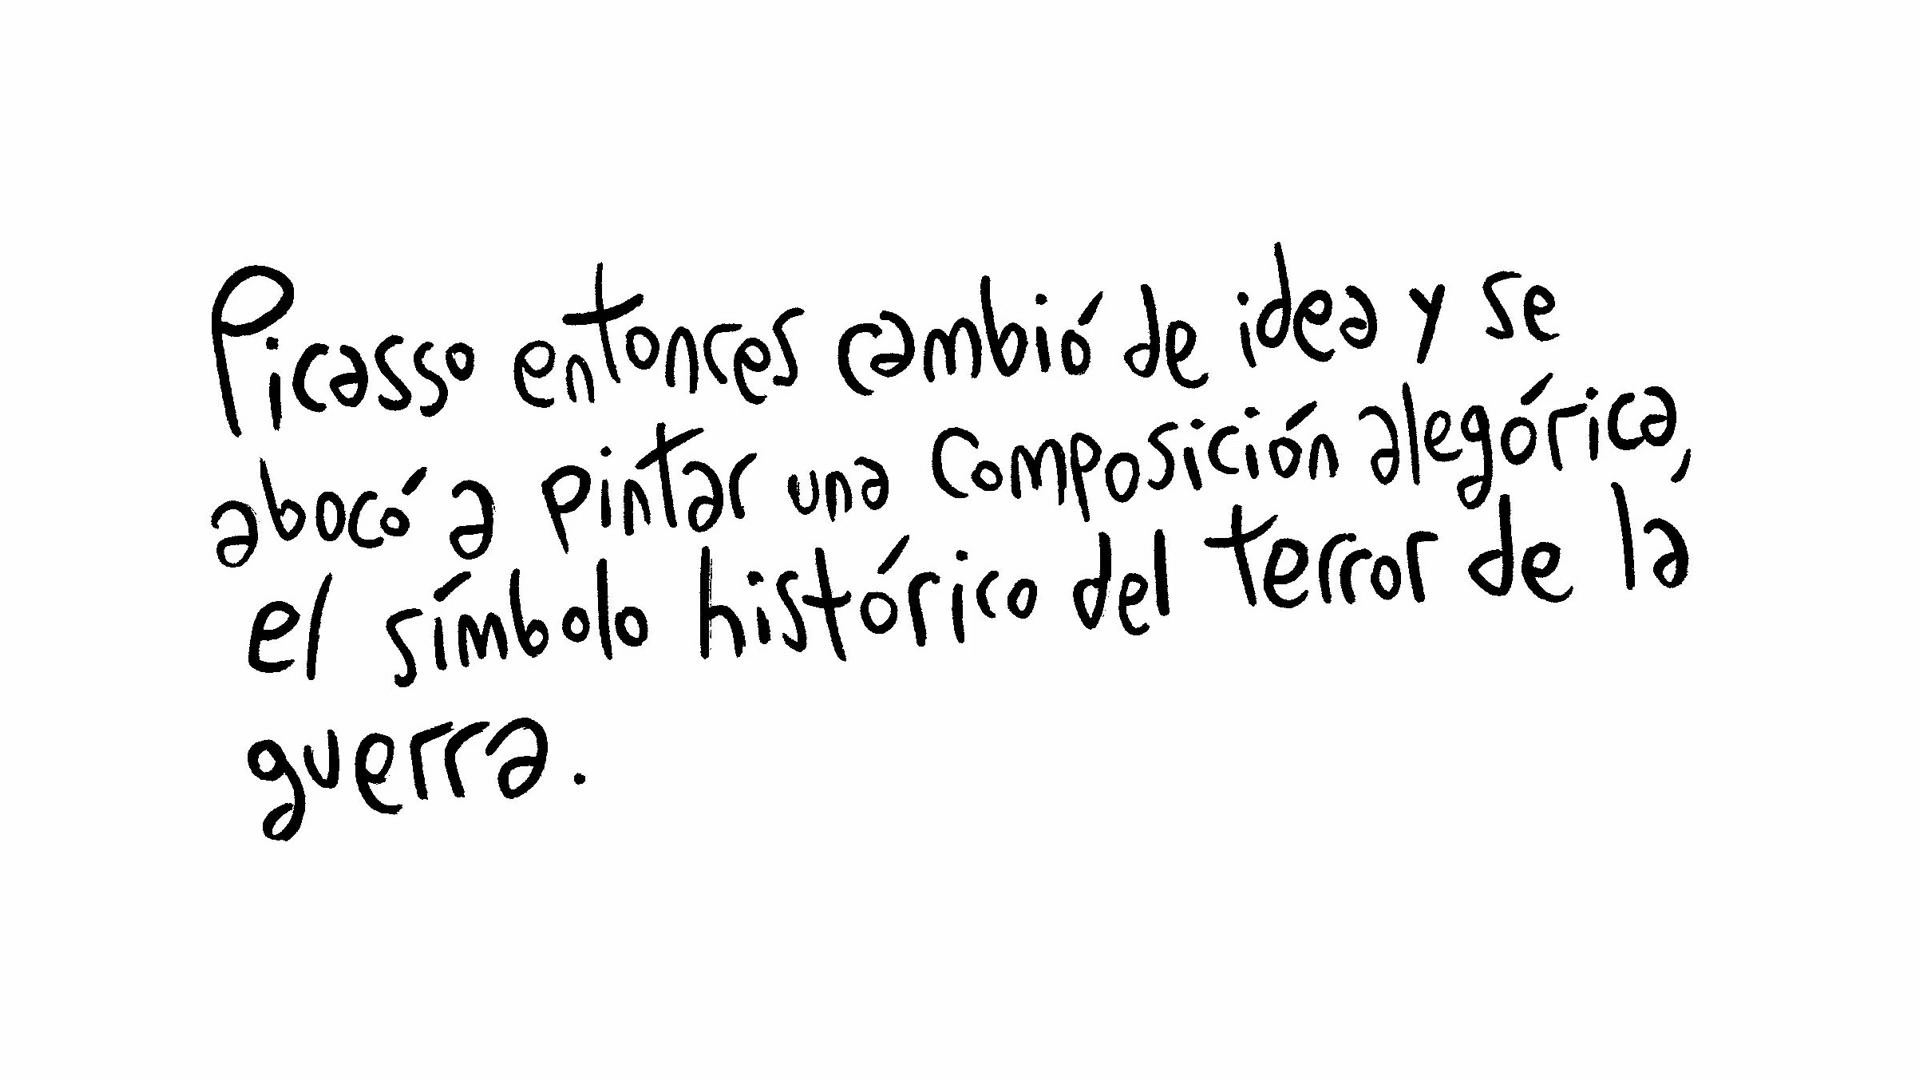 Picasso entonces cambió de idea y se
abocó a pintar una composición alegórica,
el símbolo histórico del terror de la
guerra.